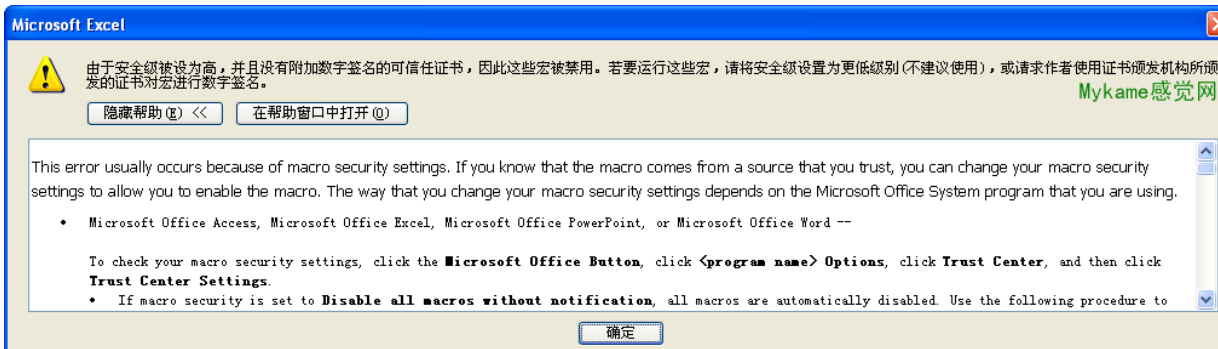 Microsoft Excel
由于安全级被设为高，并且没有附加数字签名的可信任证书，因此这些宏被禁用。若要运行这些宏，请将安全级设置为更低级别(不建议使用)，或请求作者使用证书颁发机构所颁
发的证书对宏进行数字签名。
Mykame感觉网
隐藏帮助(E) << 在帮助窗口中打开(O)
This error usually occurs because of macro security settings. If you know that the macro comes from a source that you trust, you can change your macro security
settings to allow you to enable the macro. The way that you change your macro security settings depends on the Microsoft Office System program that you are using.
• Microsoft Office Access, Microsoft Office Excel, Microsoft Office PowerPoint, or Microsoft Office Word --
To check your macro security settings, click the Microsoft Office Button, click <program name> Options, click Trust Center, and then click
Trust Center Settings.
• If macro security is set to Disable all macros without notification, all macros are automatically disabled. Use the following procedure to
确定